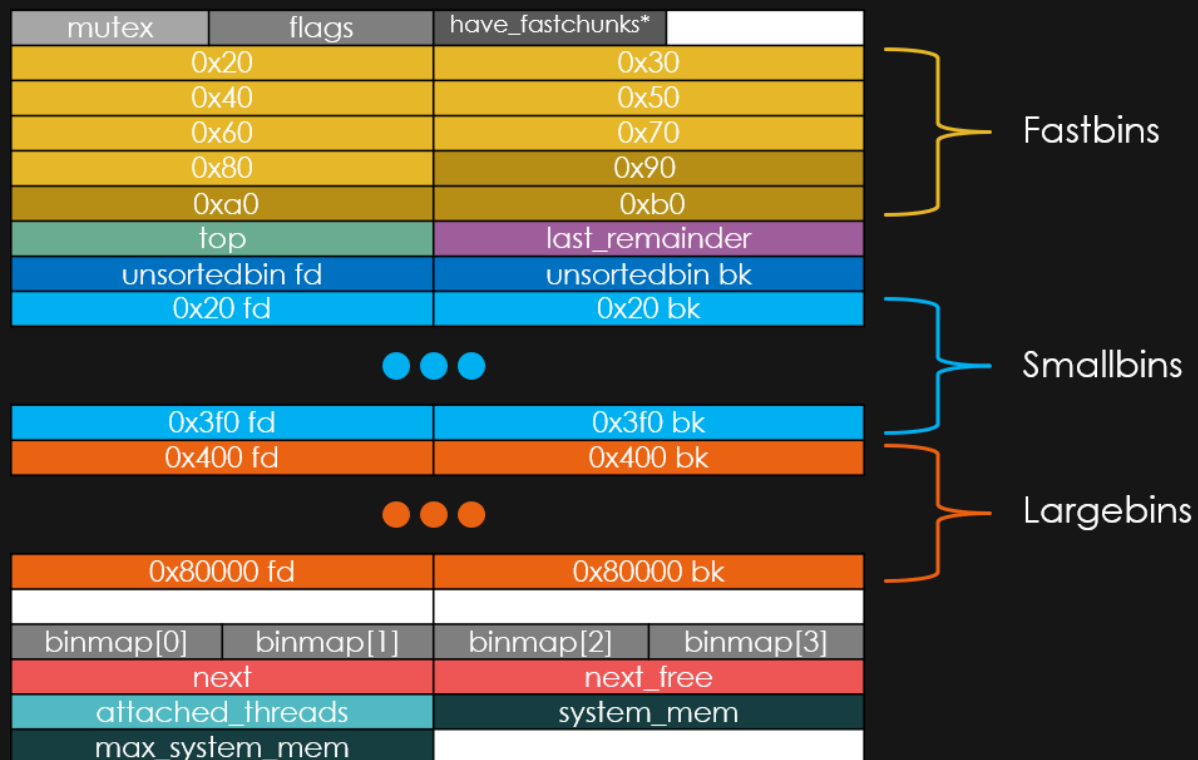 mutex flags have_fastchunks*
0x20 0x30
0x40 0x50
0x60 0x70
0x80 0x90
0xa0 0xb0
Fastbins
top last_remainder
unsortedbin fd unsortedbin bk
0x20 fd 0x20 bk
0x3f0 fd 0x3f0 bk
Smallbins
0x400 fd 0x400 bk
0x80000 fd 0x80000 bk
Largebins
binmap[0] binmap[1] binmap[2] binmap[3]
next next_free
attached_threads system_mem
max_system_mem